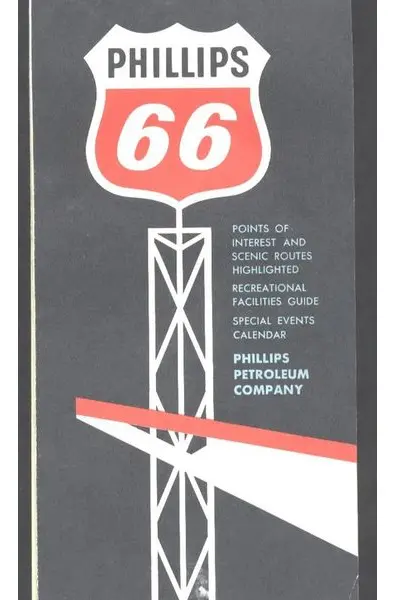 PHILLIPS
66
POINTS OF
INTEREST AND
SCENIC ROUTES
HIGHLIGHTED
RECREATIONAL
FACILITIES GUIDE
SPECIAL EVENTS
CALENDAR
PHILLIPS
PETROLEUM
COMPANY